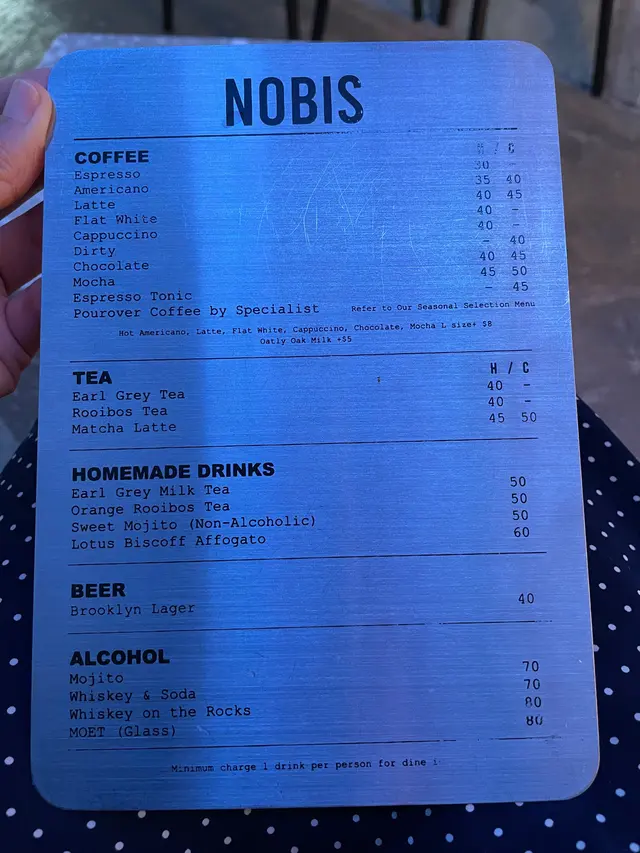 NOBIS
COFFEE H / C
Espresso 30 -
Americano 35 40
Latte 40 45
Flat White 40 -
Cappuccino 40 -
Dirty - 40
Chocolate 40 45
Mocha 45 50
Espresso Tonic - 45
Pourover Coffee by Specialist Refer to Our Seasonal Selection Menu
Hot Americano, Latte, Flat White, Cappuccino, Chocolate, Mocha L size+ $8
Oatly Oak Milk +$5
TEA H / C
Earl Grey Tea 40 -
Rooibos Tea 40 -
Matcha Latte 45 50
HOMEMADE DRINKS
Earl Grey Milk Tea 50
Orange Rooibos Tea 50
Sweet Mojito (Non-Alcoholic) 50
Lotus Biscoff Affogato 60
BEER
Brooklyn Lager 40
ALCOHOL
Mojito 70
Whiskey & Soda 70
Whiskey on the Rocks 80
MOET (Glass) 80
Minimum charge 1 drink per person for dine i